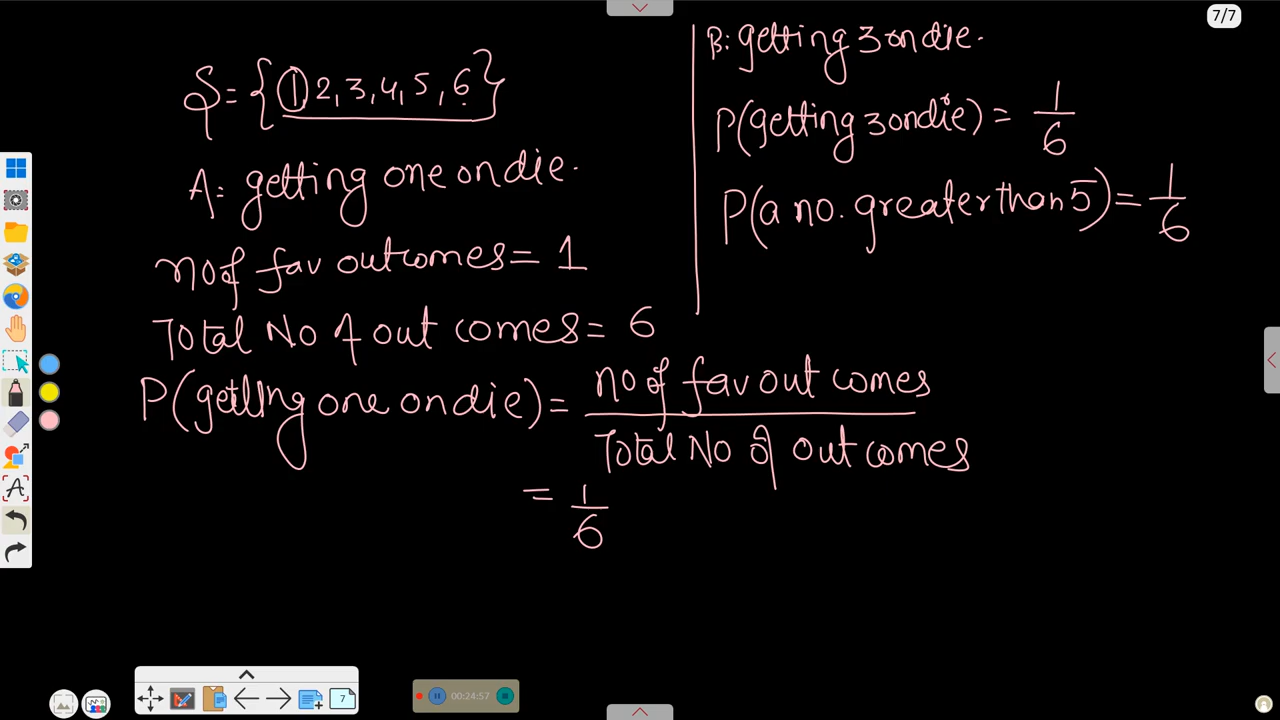 S = {1, 2, 3, 4, 5, 6}
A = getting one on die.
no of fav outcomes = 1
Total No of out comes = 6
P(getting one on die) = no of fav out comes / Total No of out comes
= 1/6
B: getting 3 on die.
P(getting 3 on die) = 1/6
P(a no. greater than 5) = 1/6
7/7
7
00:24:57